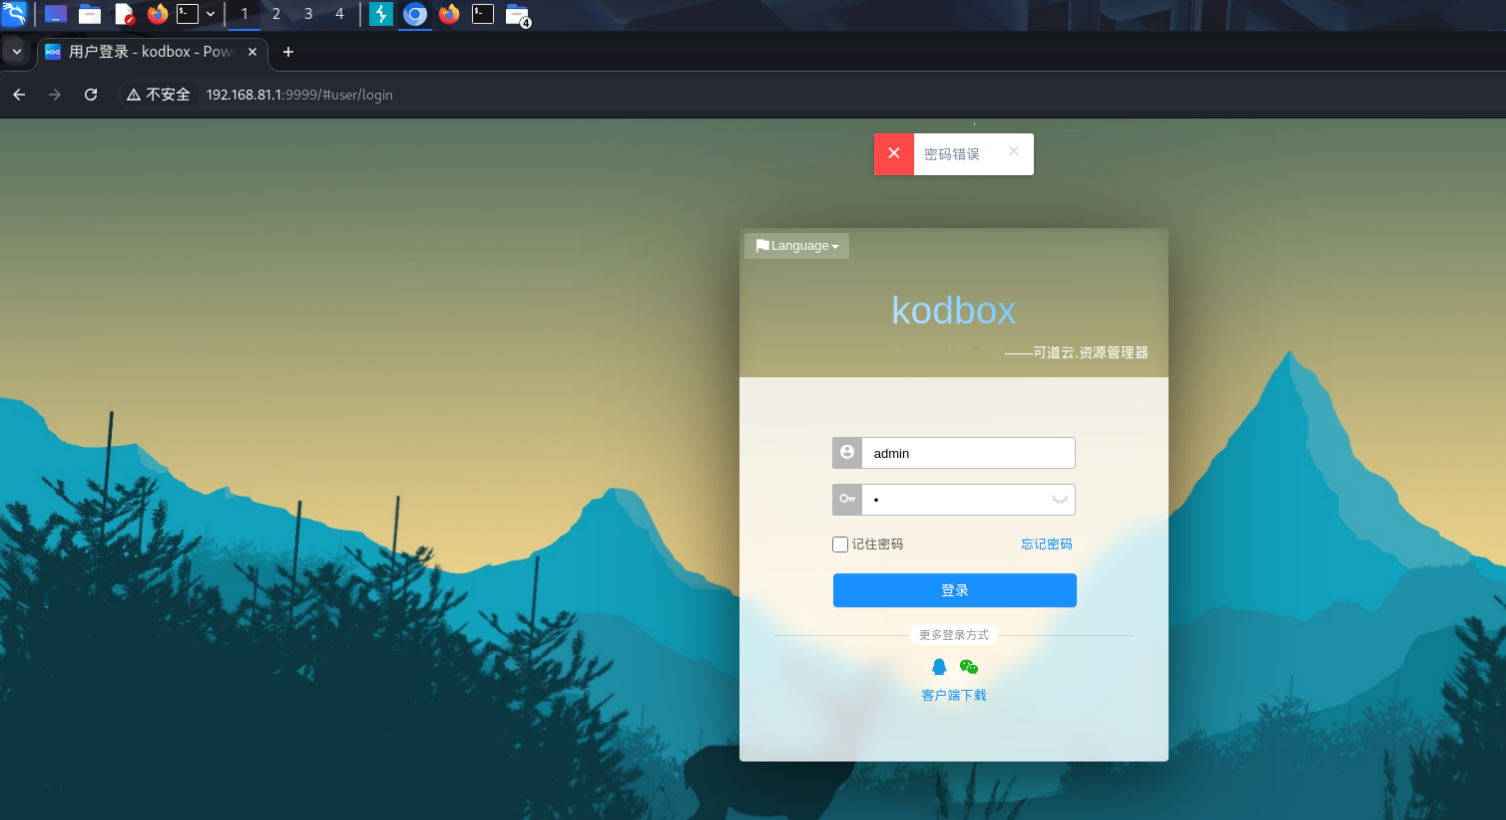 1 2 3 4
4
用户登录 - kodbox - Pow
不安全 192.168.81.1:9999/#user/login
密码错误
Language
kodbox
——可道云.资源管理器
admin
•
记住密码 忘记密码
登录
更多登录方式
客户端下载